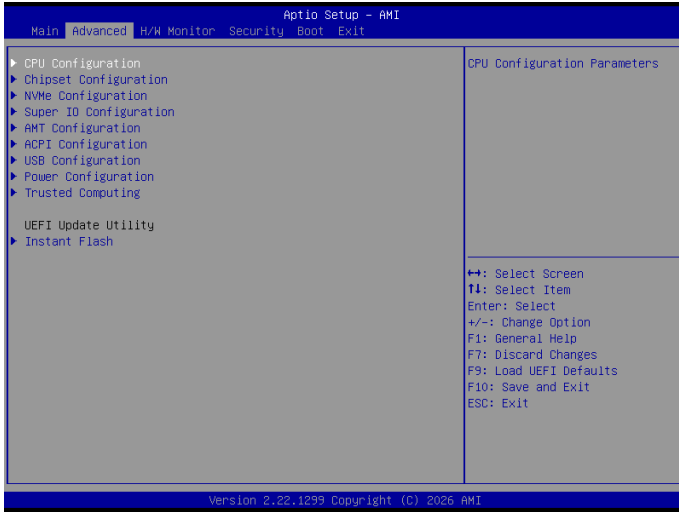 Aptio Setup - AMI
Main Advanced H/W Monitor Security Boot Exit
CPU Configuration
Chipset Configuration
NVMe Configuration
Super IO Configuration
AMT Configuration
ACPI Configuration
USB Configuration
Power Configuration
Trusted Computing
UEFI Update Utility
Instant Flash
CPU Configuration Parameters
↔: Select Screen
↑↓: Select Item
Enter: Select
+/-: Change Option
F1: General Help
F7: Discard Changes
F9: Load UEFI Defaults
F10: Save and Exit
ESC: Exit
Version 2.22.1299 Copyright (C) 2026 AMI